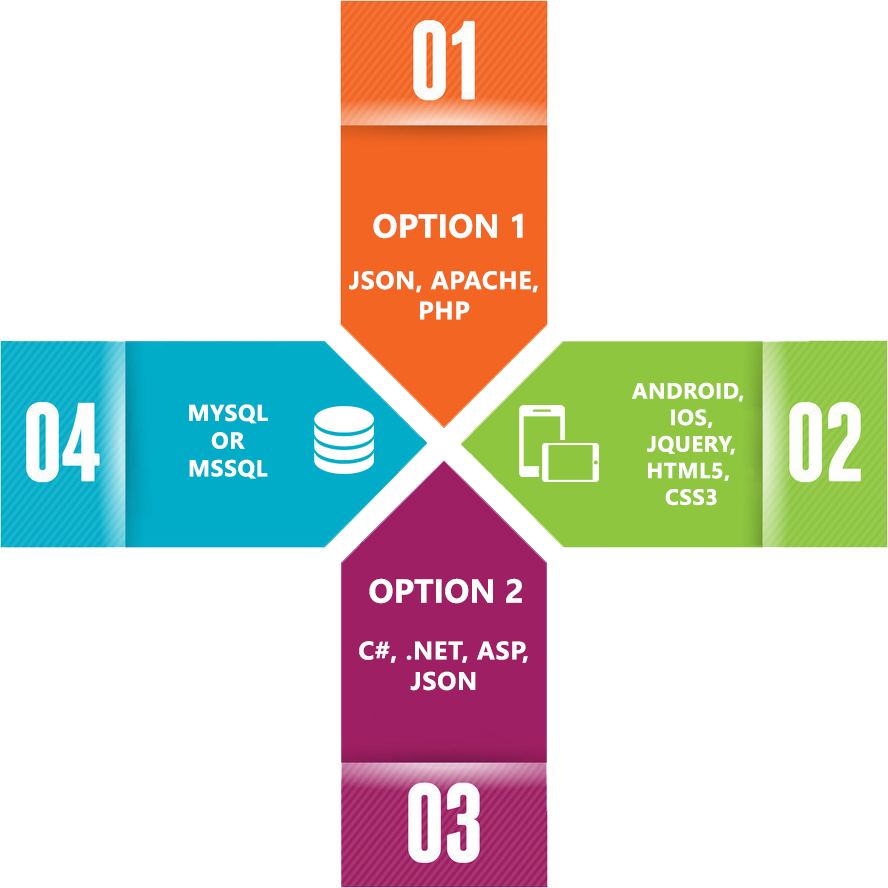 01
OPTION 1
JSON, APACHE,
PHP
04
MYSQL
OR
MSSQL
ANDROID,
IOS,
JQUERY,
HTML5,
CSS3
02
OPTION 2
C#, .NET, ASP,
JSON
03